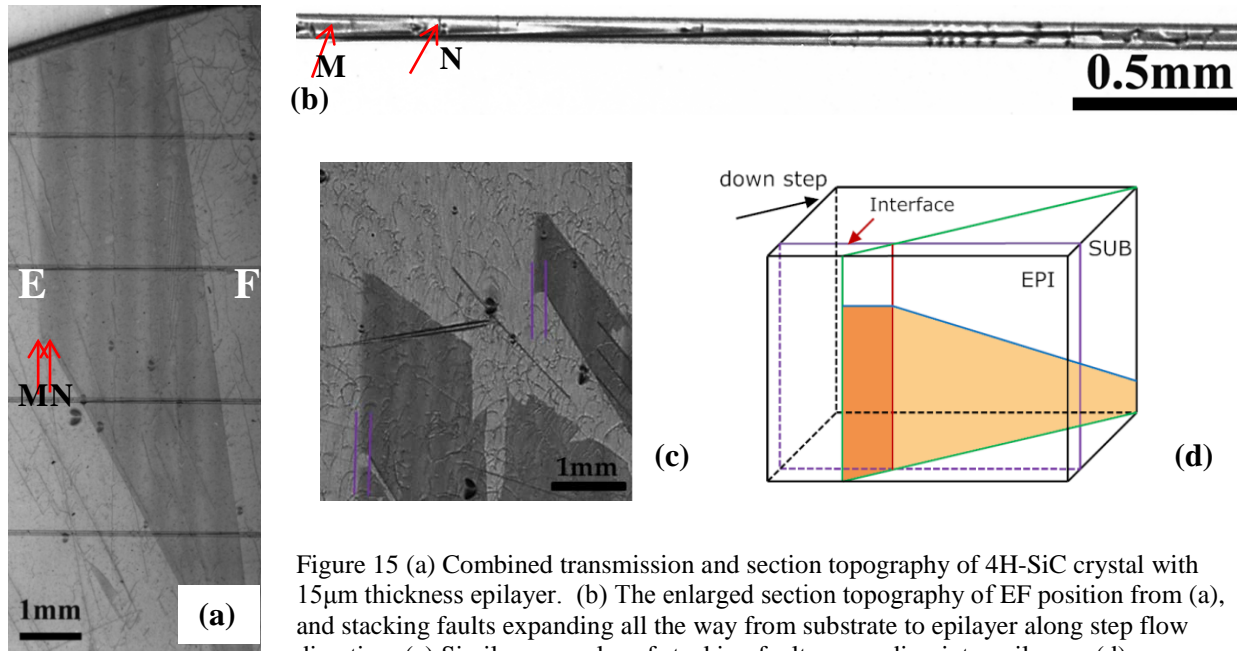 E
F
M N
1mm
(a)
M
N
(b)
0.5mm
1mm
(c)
down step
Interface
SUB
EPI
(d)
Figure 15 (a) Combined transmission and section topography of 4H-SiC crystal with
15μm thickness epilayer.  (b) The enlarged section topography of EF position from (a),
and stacking faults expanding all the way from substrate to epilayer along step flow